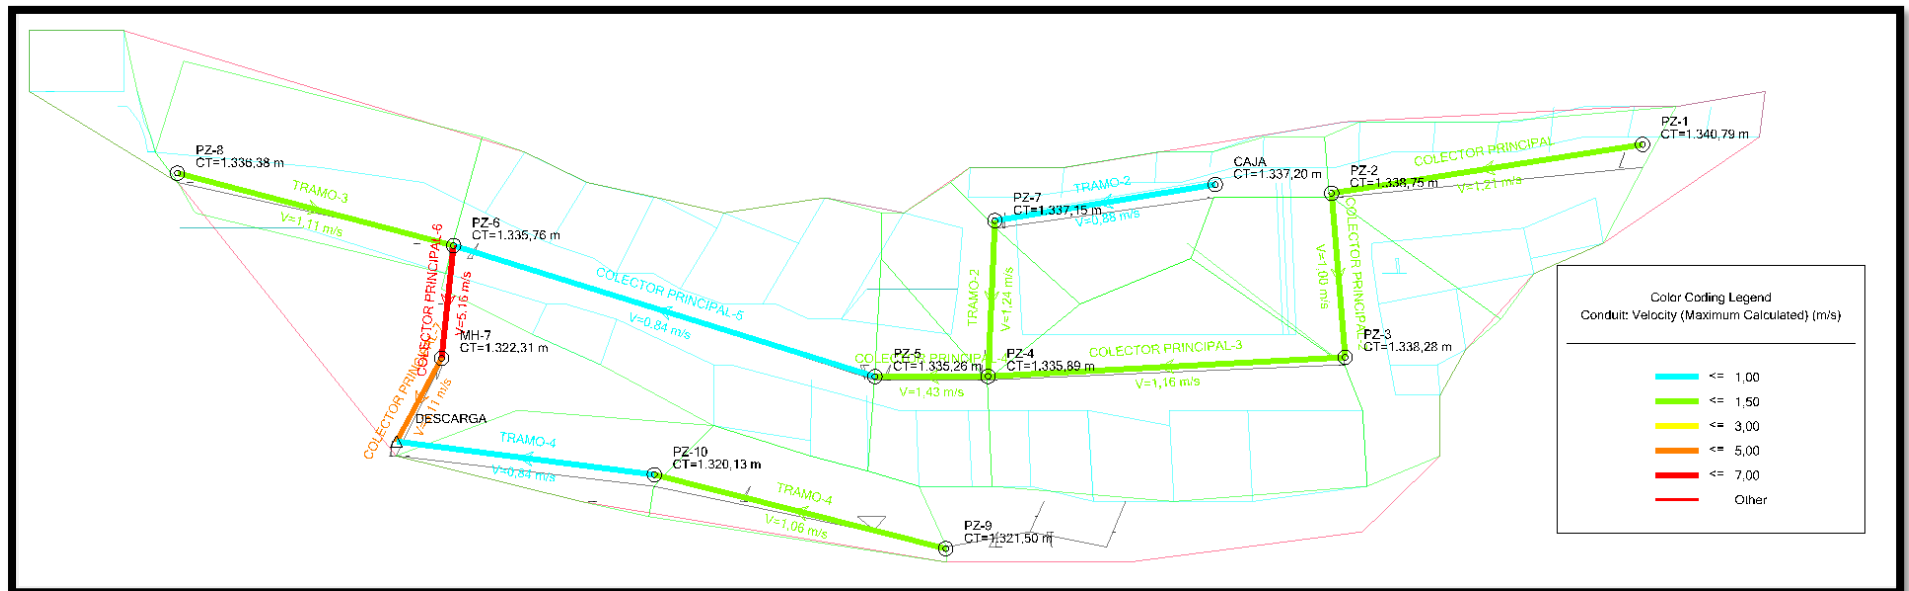 PZ-1
CT=1.340,79 m
COLECTOR PRINCIPAL
V=1,21 m/s
PZ-2
CT=1.338,75 m
V=1,00 m/s
PZ-3
CT=1.338,28 m
CAJA
CT=1.337,20 m
TRAMO-2
PZ-7
CT=1.337,15 m
TRAMO-2
V=1,24 m/s
PZ-8
CT=1.336,38 m
TRAMO-3
V=1,11 m/s
PZ-6
CT=1.335,76 m
COLECTOR PRINCIPAL-6
V=5,16 m/s
V=0,84 m/s
PZ-5
CT=1.335,26 m
COLECTOR PRINCIPAL-4
V=1,43 m/s
PZ-4
CT=1.335,89 m
COLECTOR PRINCIPAL-3
V=1,16 m/s
MH-7
CT=1.322,31 m
DESCARGA
TRAMO-4
V=0,84 m/s
PZ-10
CT=1.320,13 m
TRAMO-4
V=1,06 m/s
PZ-9
CT=1.321,50 m
Color Coding Legend
Conduit: Velocity (Maximum Calculated) (m/s)
<= 1,00
<= 1,50
<= 3,00
<= 5,00
<= 7,00
Other